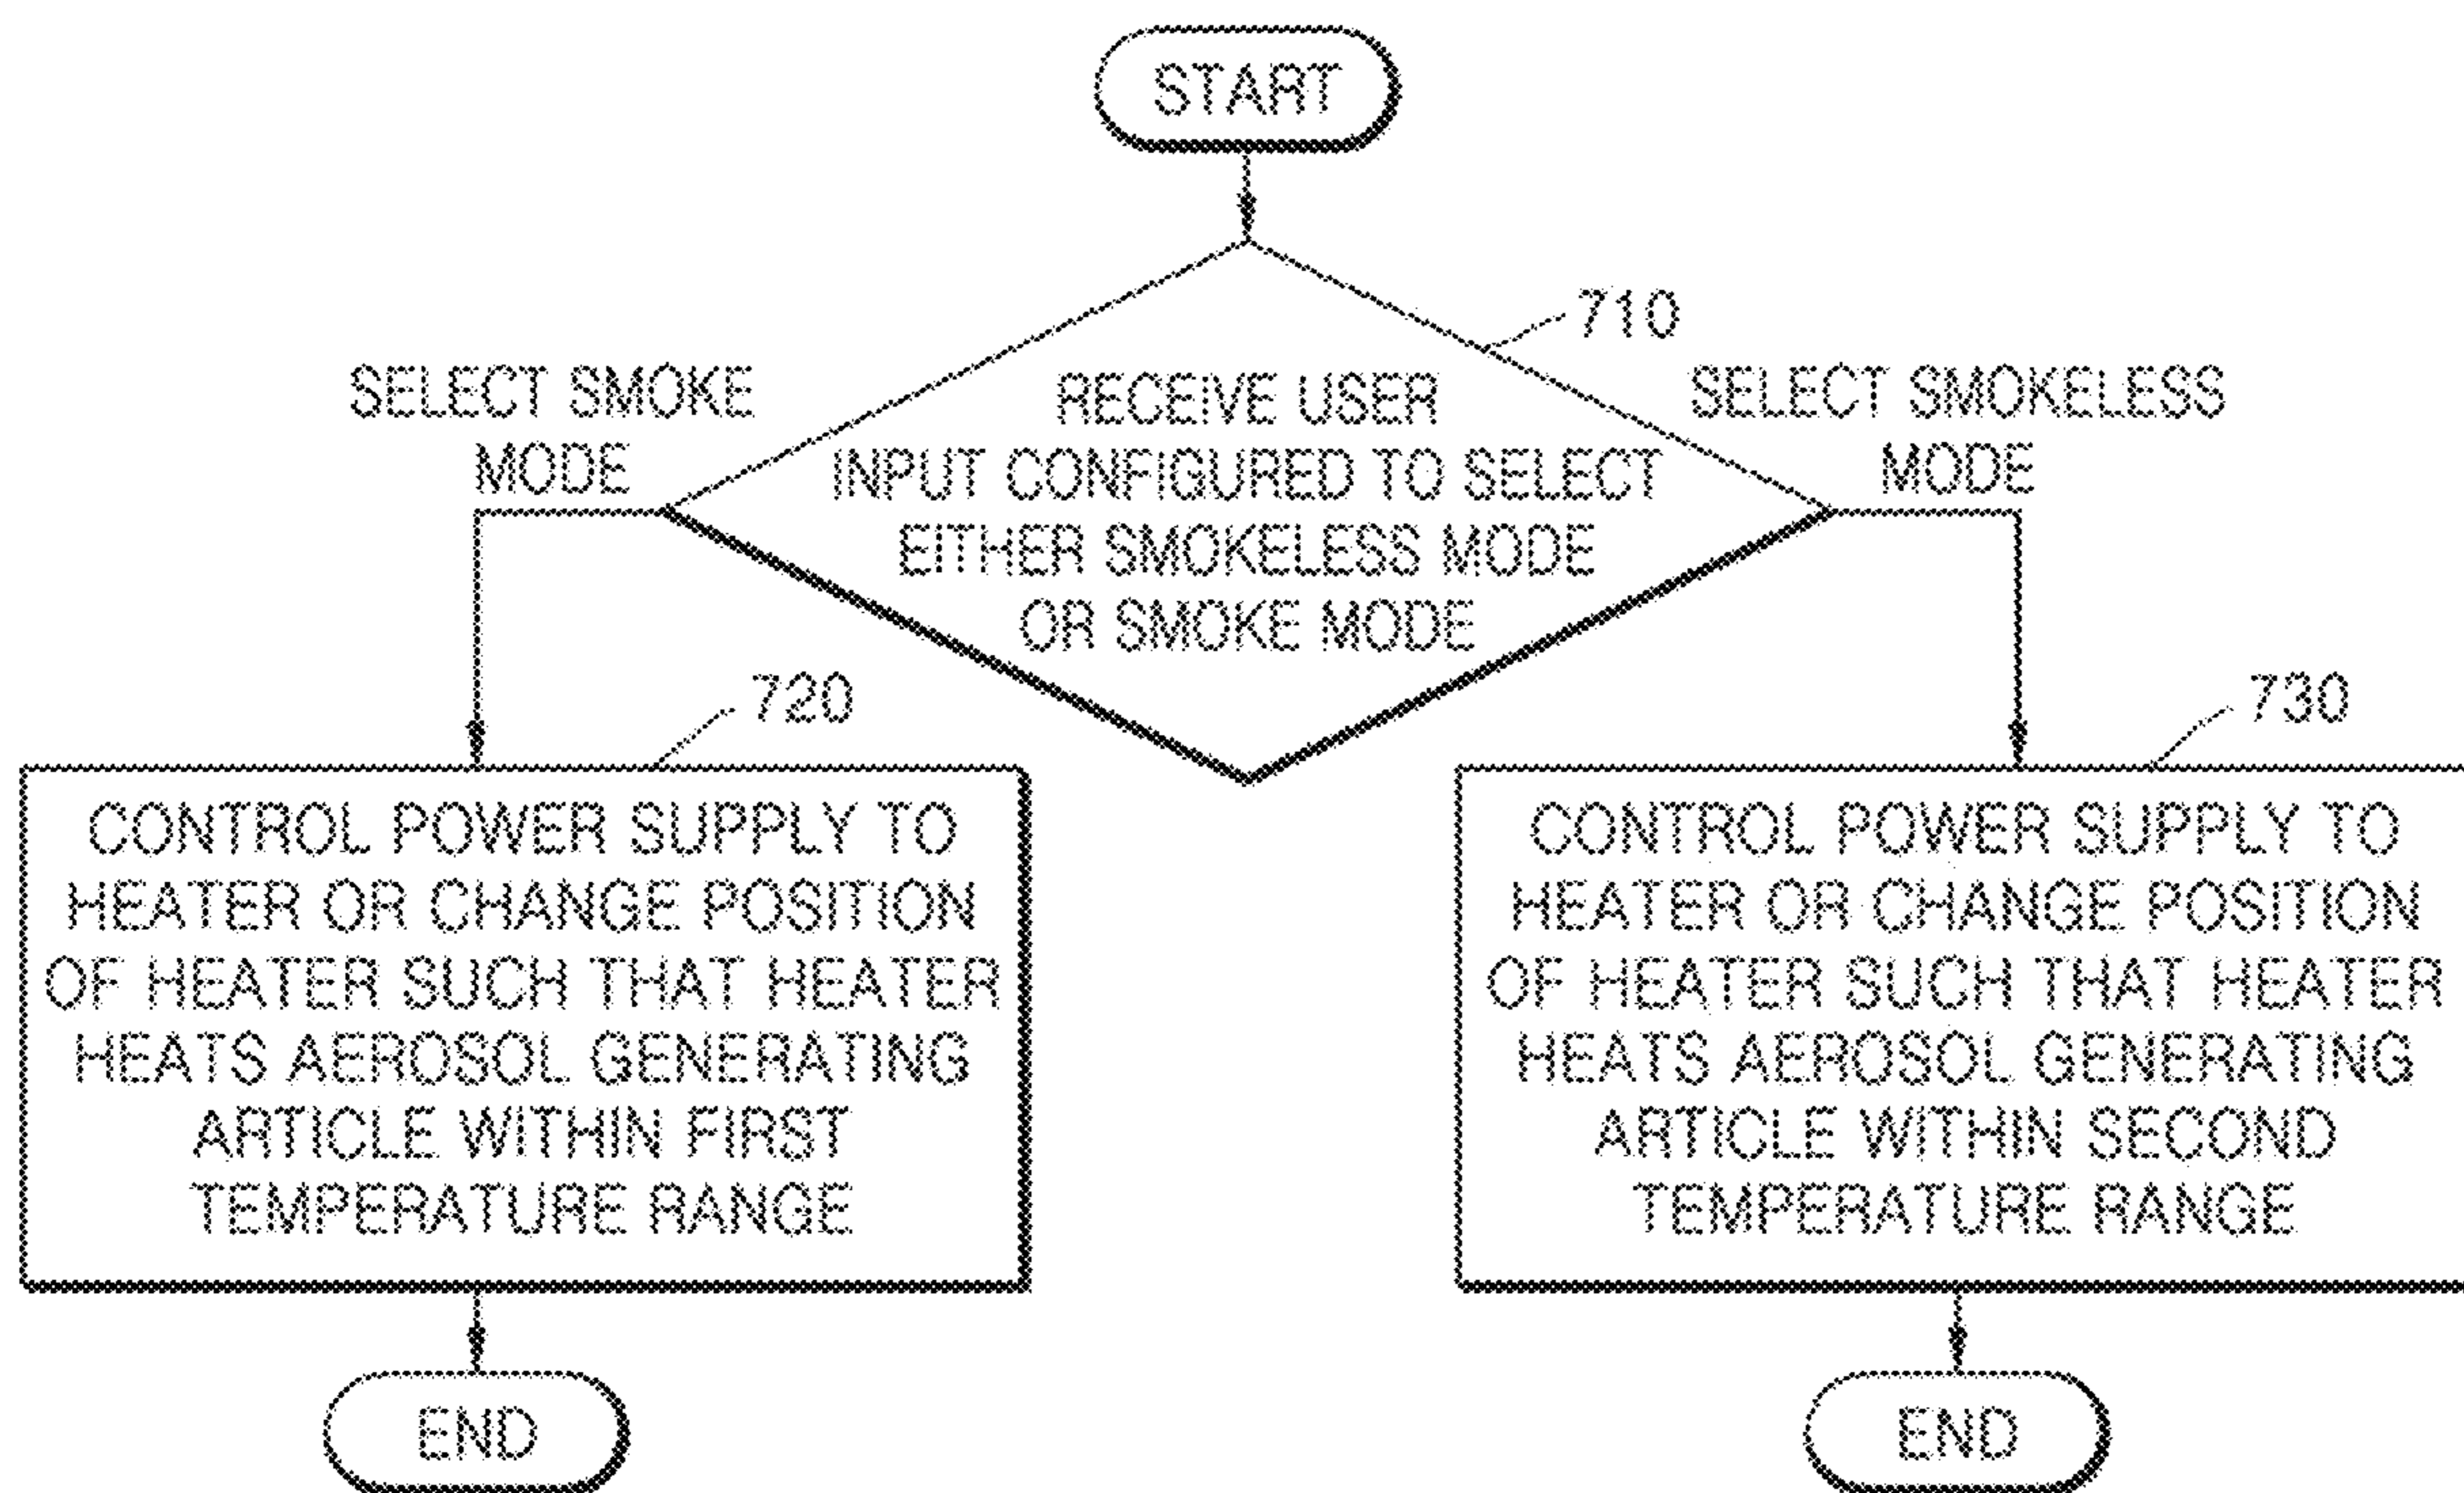 START
710
SELECT SMOKE
MODE
RECEIVE USER
INPUT CONFIGURED TO SELECT
EITHER SMOKELESS MODE
OR SMOKE MODE
SELECT SMOKELESS
MODE
720
CONTROL POWER SUPPLY TO
HEATER OR CHANGE POSITION
OF HEATER SUCH THAT HEATER
HEATS AEROSOL GENERATING
ARTICLE WITHIN FIRST
TEMPERATURE RANGE
END
730
CONTROL POWER SUPPLY TO
HEATER OR CHANGE POSITION
OF HEATER SUCH THAT HEATER
HEATS AEROSOL GENERATING
ARTICLE WITHIN SECOND
TEMPERATURE RANGE
END